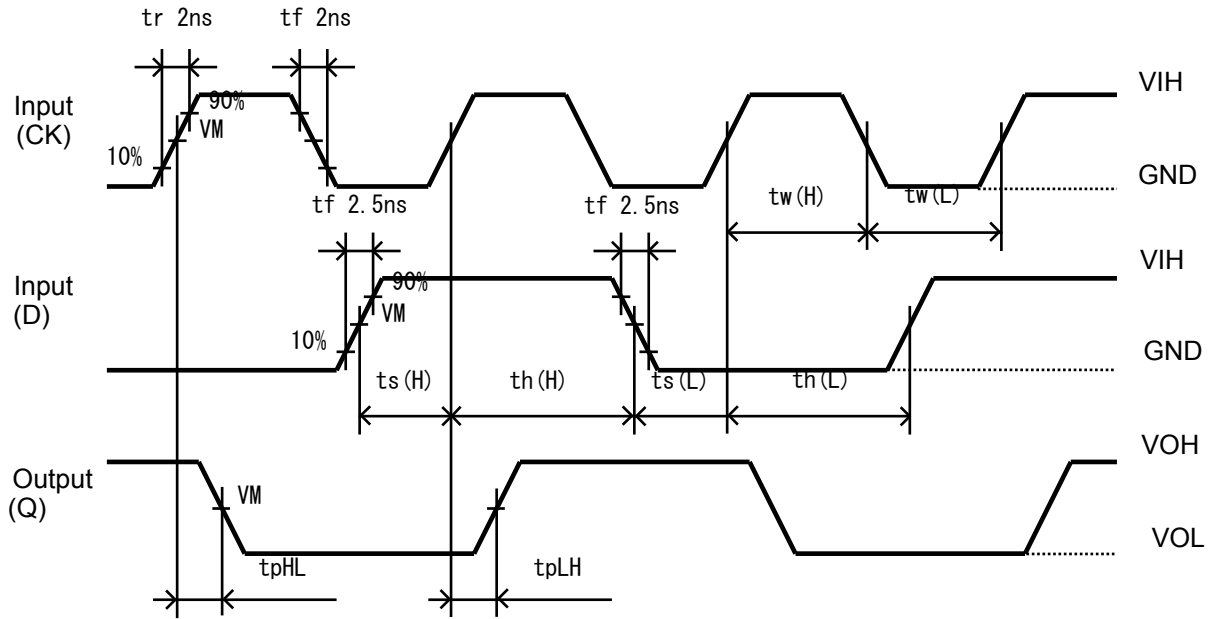 tr 2ns
tf 2ns
Input
(CK)
90%
VM
10%
VIH
GND
tf 2.5ns
tf 2.5ns
tw(H)
tw(L)
Input
(D)
90%
VM
10%
VIH
GND
ts(H)
th(H)
ts(L)
th(L)
Output
(Q)
VM
VOH
VOL
tpHL
tpLH